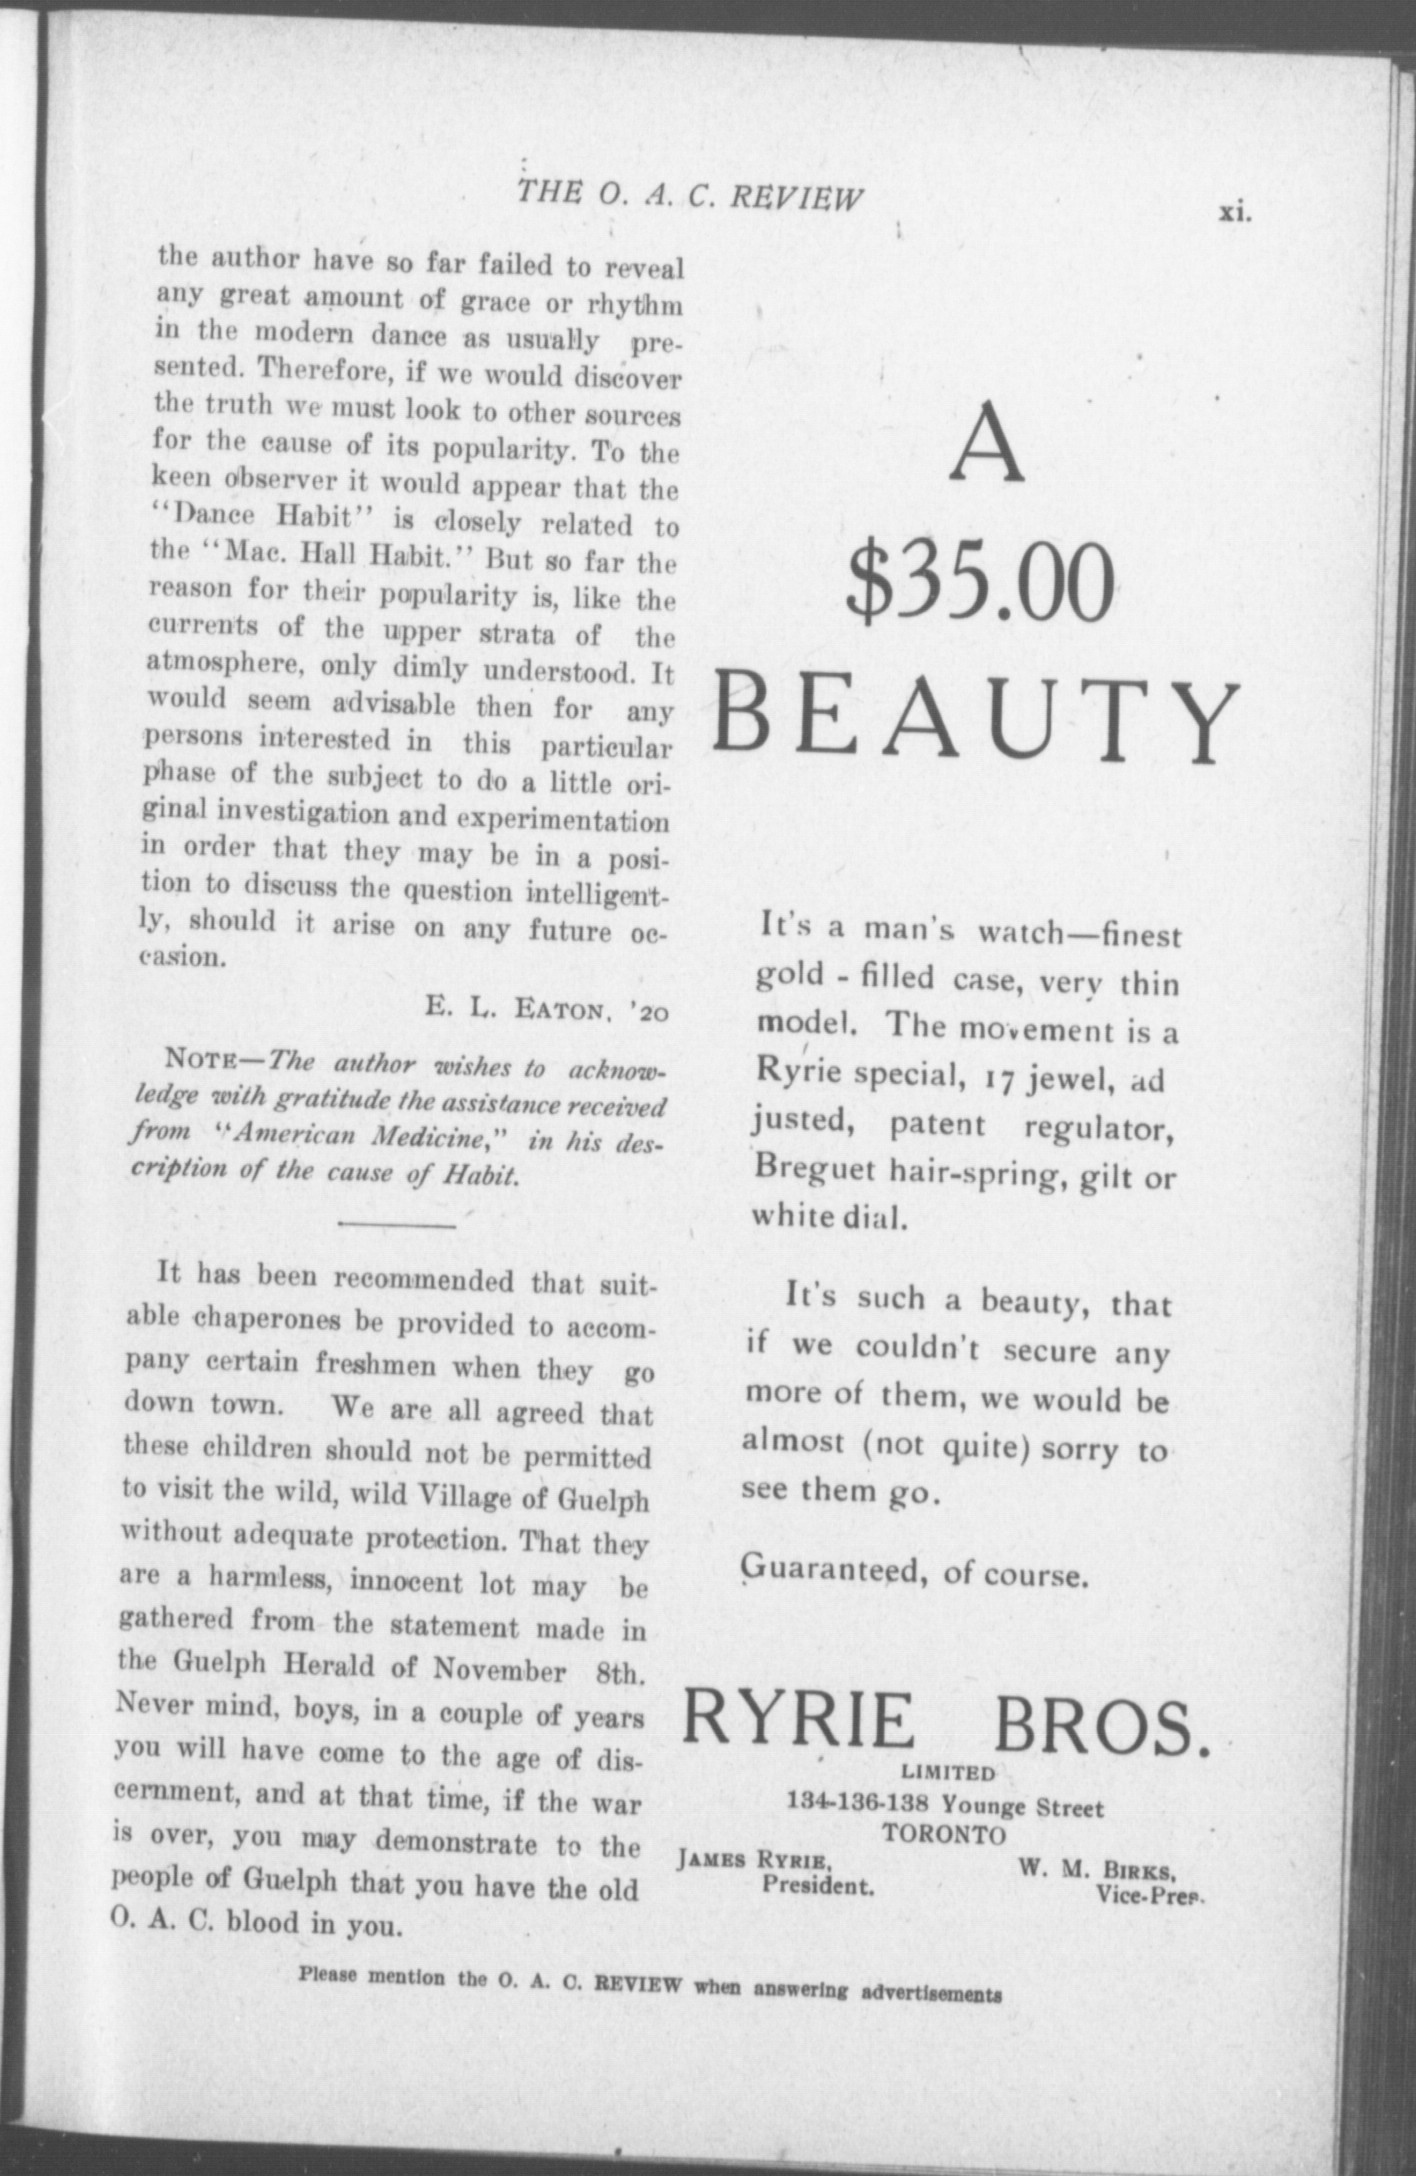 THE O. A. C. REVIEW
xi.
the author have so far failed to reveal
any great amount of grace or rhythm
in the modern dance as usually pre-
sented. Therefore, if we would discover
the truth we must look to other sources
for the cause of its popularity. To the
keen observer it would appear that the
"Dance Habit" is closely related to
the "Mac. Hall Habit." But so far the
reason for their popularity is, like the
currents of the upper strata of the
atmosphere, only dimly understood. It
would seem advisable then for any
persons interested in this particular
phase of the subject to do a little ori-
ginal investigation and experimentation
in order that they may be in a posi-
tion to discuss the question intelligent-
ly, should it arise on any future oc-
casion.
E. L. EATON, '20
NOTE—The author wishes to acknow-
ledge with gratitude the assistance received
from "American Medicine," in his des-
cription of the cause of Habit.
It has been recommended that suit-
able chaperones be provided to accom-
pany certain freshmen when they go
down town. We are all agreed that
these children should not be permitted
to visit the wild, wild Village of Guelph
without adequate protection. That they
are a harmless, innocent lot may be
gathered from the statement made in
the Guelph Herald of November 8th.
Never mind, boys, in a couple of years
you will have come to the age of dis-
cernment, and at that time, if the war
is over, you may demonstrate to the
people of Guelph that you have the old
O. A. C. blood in you.
A
$35.00
BEAUTY
It's a man's watch—finest
gold - filled case, very thin
model. The movement is a
Ryrie special, 17 jewel, ad
justed, patent regulator,
Breguet hair-spring, gilt or
white dial.
It's such a beauty, that
if we couldn't secure any
more of them, we would be
almost (not quite) sorry to
see them go.
Guaranteed, of course.
RYRIE BROS.
LIMITED
134-136-138 Younge Street
TORONTO
JAMES RYRIE,
President.
W. M. BIRKS,
Vice-Pres.
Please mention the O. A. C. REVIEW when answering advertisements